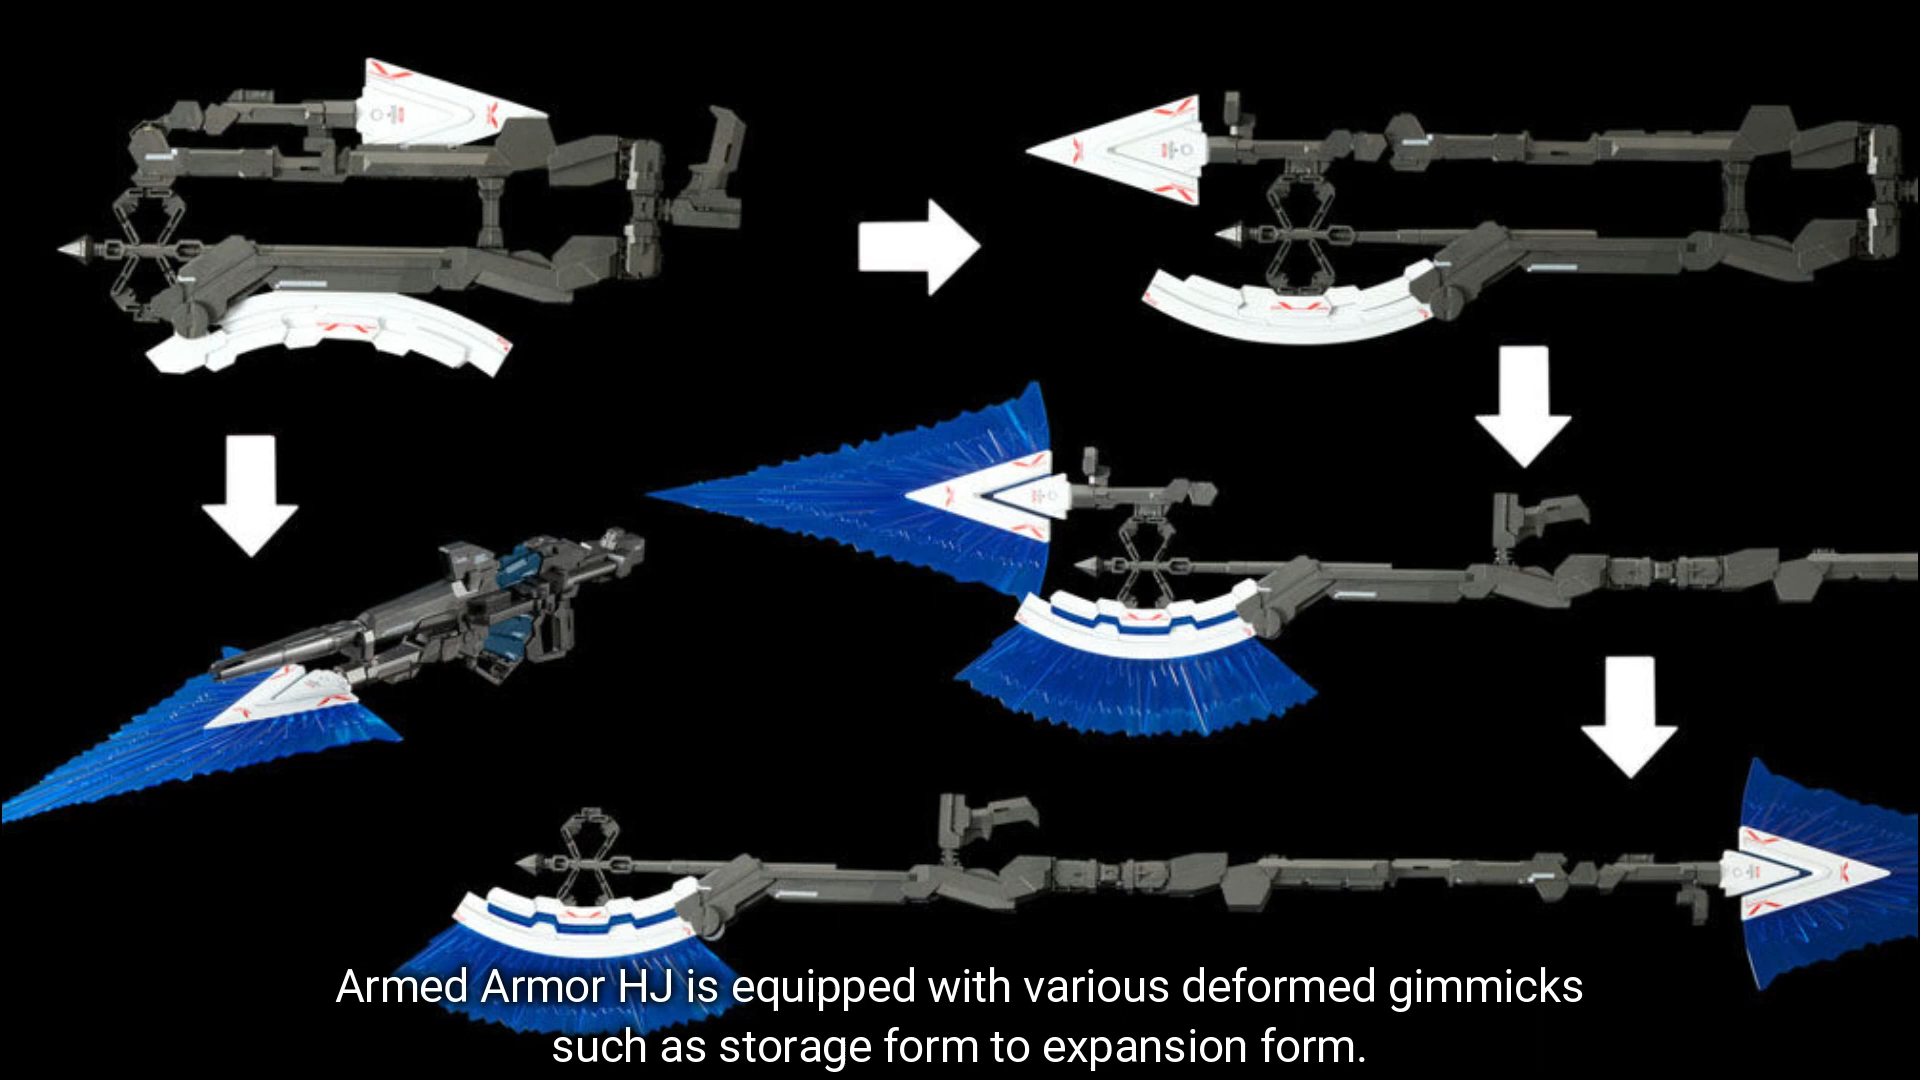 Armed Armor HJ is equipped with various deformed gimmicks
such as storage form to expansion form.